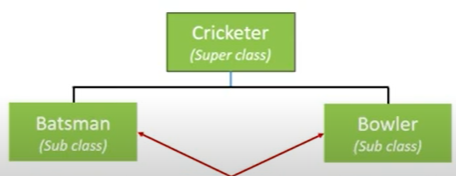 Cricketer
(Super class)
Batsman
(Sub class)
Bowler
(Sub class)